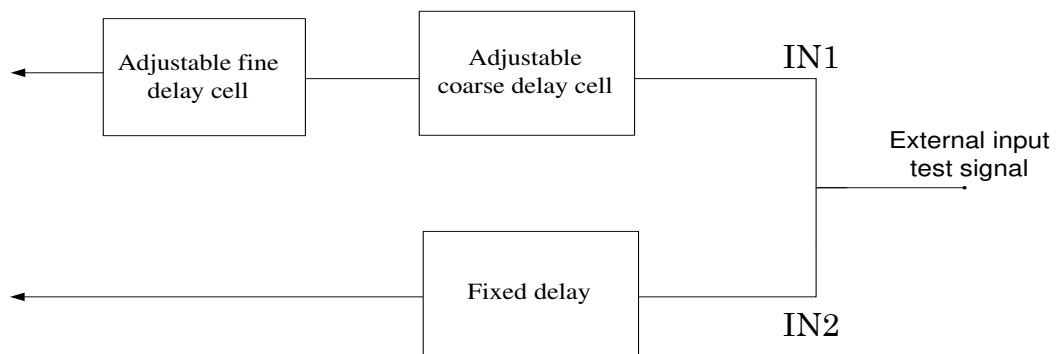 Adjustable fine
delay cell
Adjustable
coarse delay cell
IN1
External input
test signal
Fixed delay
IN2